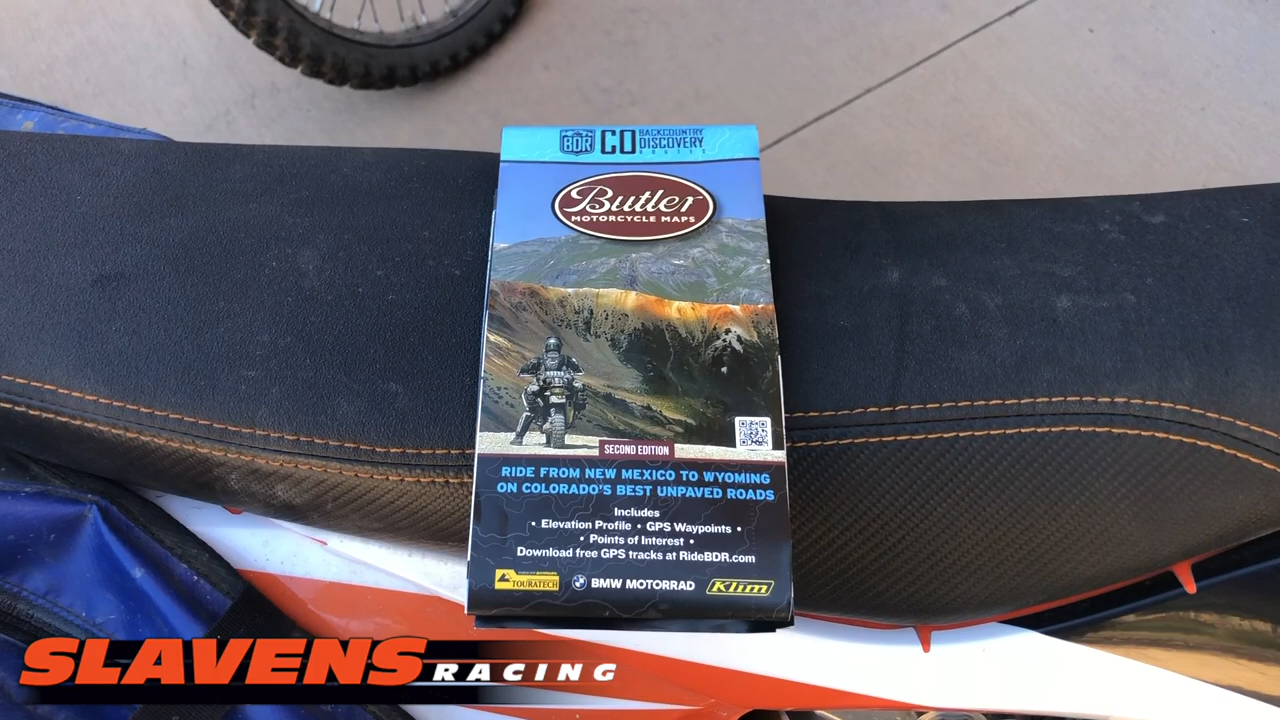 BDR
CO
BACKCOUNTRY
DISCOVERY
ROUTES
Butler
MOTORCYCLE MAPS
SECOND EDITION
RIDE FROM NEW MEXICO TO WYOMING
ON COLORADO'S BEST UNPAVED ROADS
Includes
• Elevation Profile • GPS Waypoints •
• Points of Interest •
Download free GPS tracks at RideBDR.com
TOURATECH
BMW MOTORRAD
Klim
SLAVENS RACING